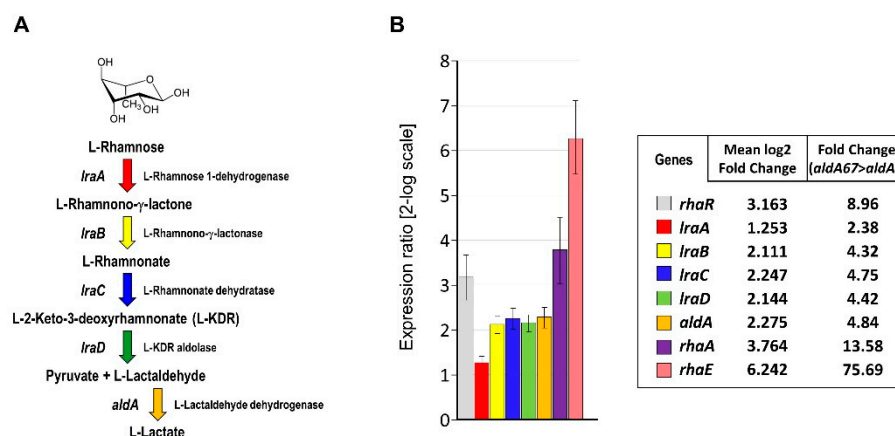 A
OH
O
OH
CH₃
OH
OH
L-Rhamnose
lraA L-Rhamnose 1-dehydrogenase
L-Rhamnono-γ-lactone
lraB L-Rhamnono-γ-lactonase
L-Rhamnonate
lraC L-Rhamnonate dehydratase
L-2-Keto-3-deoxyrhamnonate (L-KDR)
lraD L-KDR aldolase
Pyruvate + L-Lactaldehyde
aldA L-Lactaldehyde dehydrogenase
L-Lactate
B
Expression ratio [2-log scale]
8
7
6
5
4
3
2
1
0
Genes Mean log2 Fold Change
Fold Change (aldA67>aldA
rhaR 3.163 8.96
lraA 1.253 2.38
lraB 2.111 4.32
lraC 2.247 4.75
lraD 2.144 4.42
aldA 2.275 4.84
rhaA 3.764 13.58
rhaE 6.242 75.69